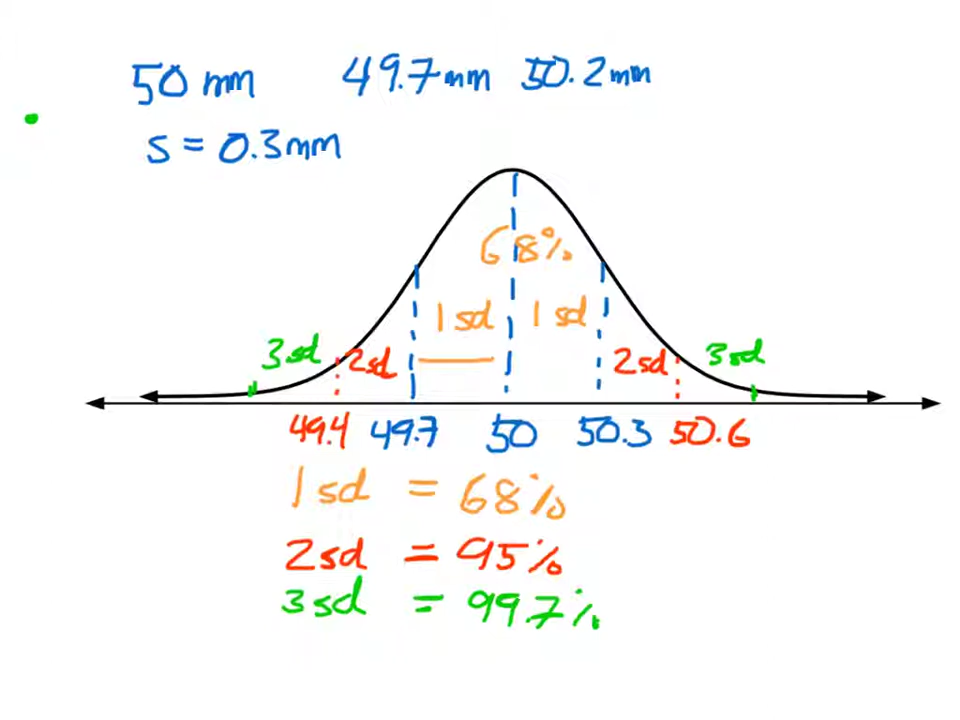 50 mm 49.7mm 50.2mm
s = 0.3mm
68%
1sd 1sd
3sd 2sd 2sd 3sd
49.4 49.7 50 50.3 50.6
1sd = 68%
2sd = 95%
3sd = 99.7%